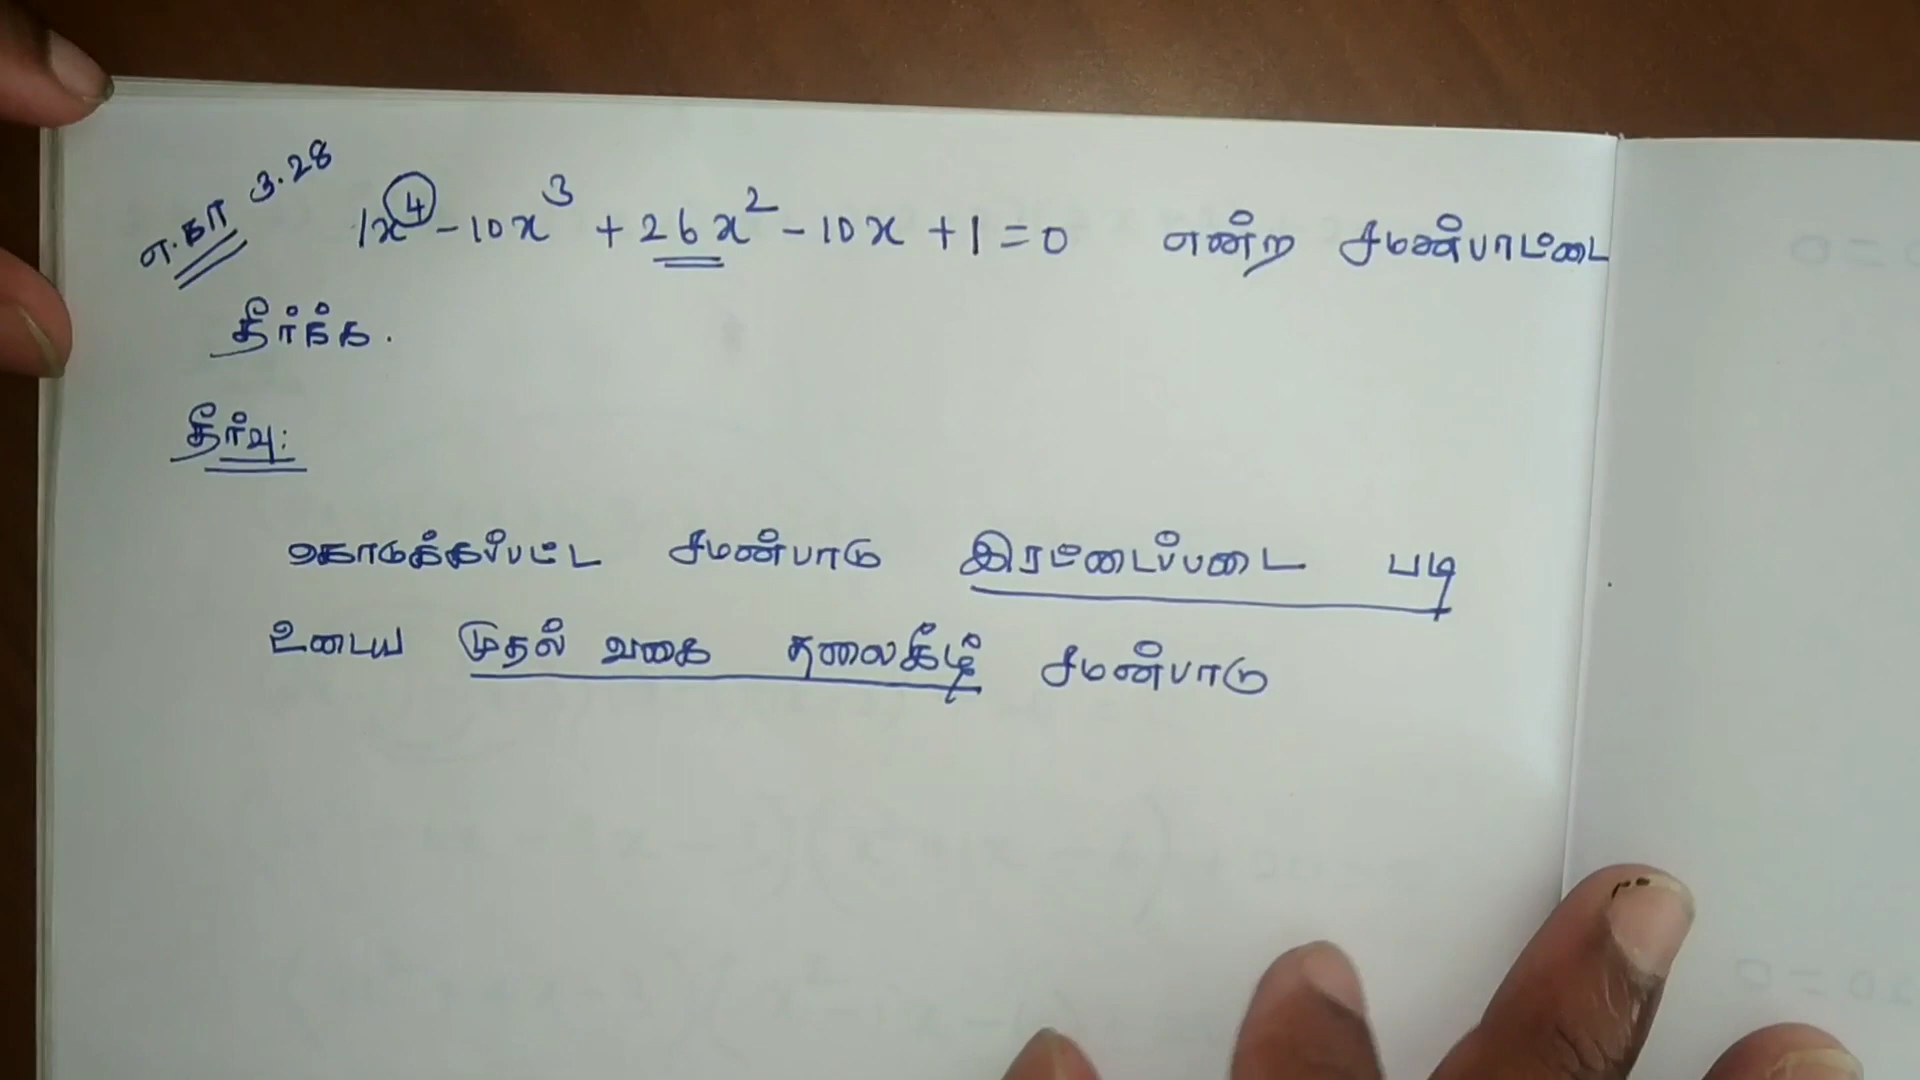 எ.கா 3.28 1x⁴ - 10x³ + 26x² - 10x + 1 = 0 என்ற சமன்பாட்டை
தீர்க்க.
தீர்வு:
கொடுக்கப்பட்ட சமன்பாடு இரட்டைப்படை படி
உடைய முதல் வகை தலைகீழ் சமன்பாடு